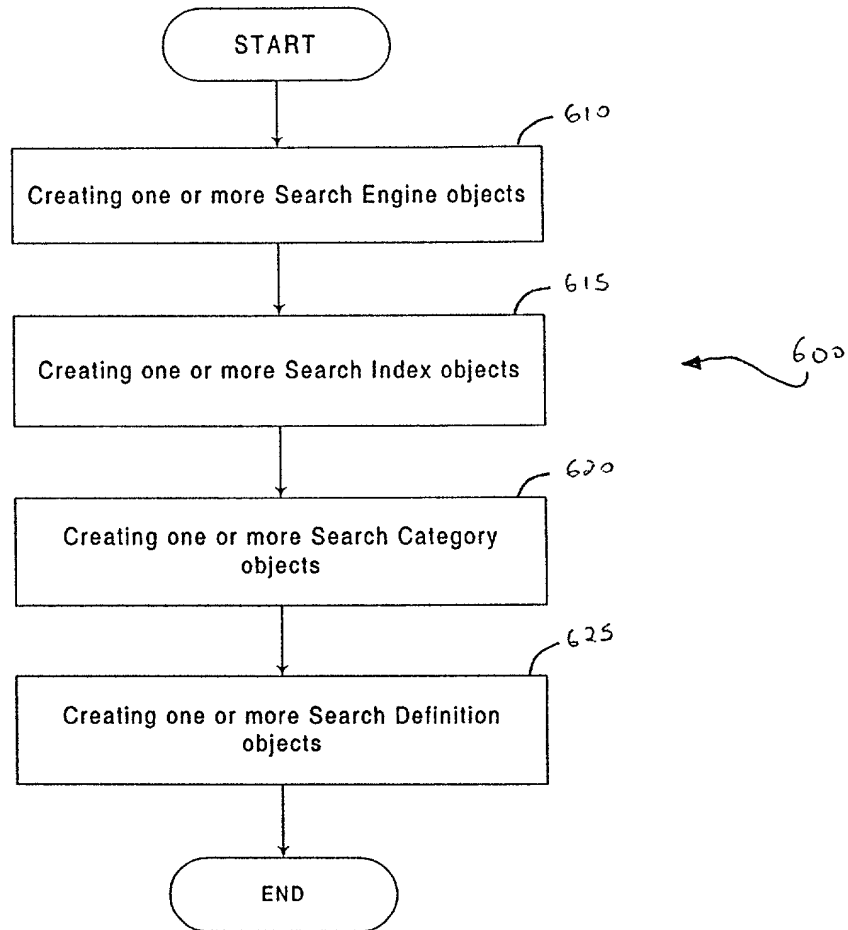 START
610
Creating one or more Search Engine objects
615
Creating one or more Search Index objects
600
620
Creating one or more Search Category
objects
625
Creating one or more Search Definition
objects
END